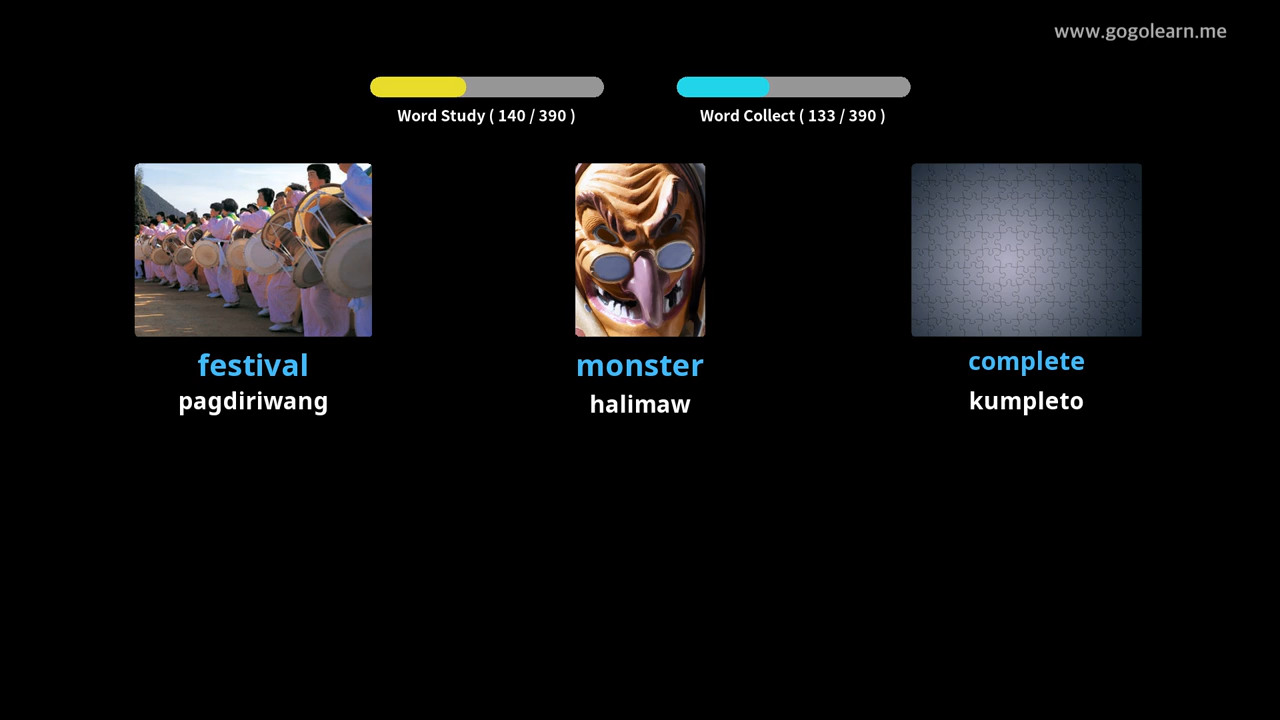 www.gogolearn.me
Word Study ( 140 / 390 )
Word Collect ( 133 / 390 )
festival
pagdiriwang
monster
halimaw
complete
kumpleto